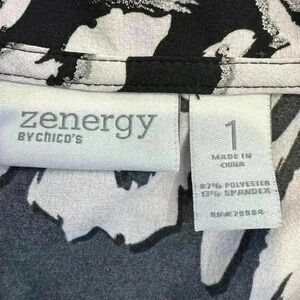 zenergy
BY CHICO'S
1
MADE IN
CHINA
87% POLYESTER
13% SPANDEX